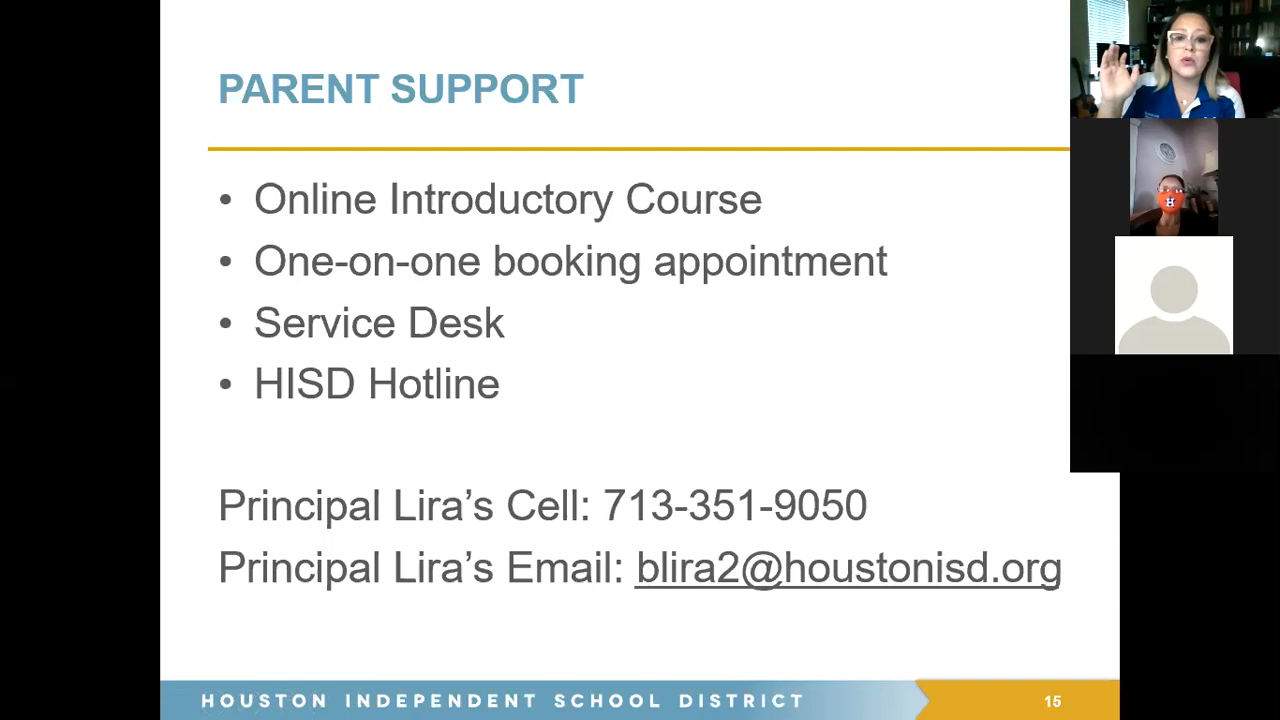 PARENT SUPPORT
• Online Introductory Course
• One-on-one booking appointment
• Service Desk
• HISD Hotline
Principal Lira’s Cell: 713-351-9050
Principal Lira’s Email: blira2@houstonisd.org
HOUSTON INDEPENDENT SCHOOL DISTRICT
15
H